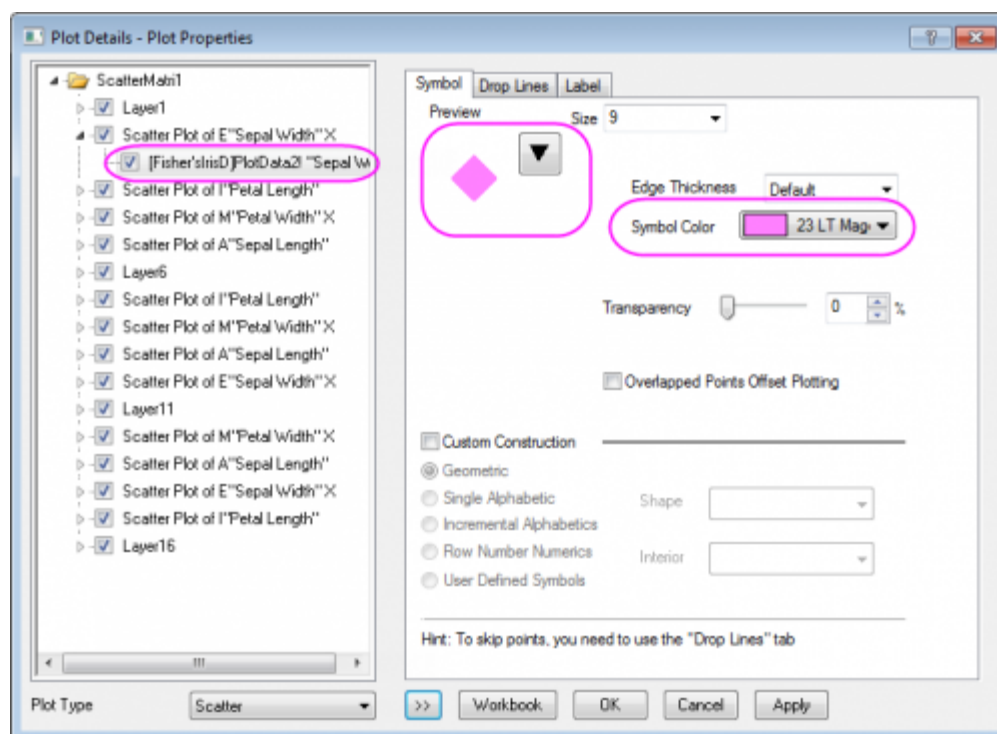 Plot Details - Plot Properties
ScatterMatri1
Layer1
Scatter Plot of E"Sepal Width" X
[Fisher'sIrisD]PlotData2! "Sepal W
Scatter Plot of I"Petal Length"
Scatter Plot of M"Petal Width" X
Scatter Plot of A"Sepal Length"
Layer6
Scatter Plot of I"Petal Length"
Scatter Plot of M"Petal Width" X
Scatter Plot of A"Sepal Length"
Scatter Plot of E"Sepal Width" X
Layer11
Scatter Plot of M"Petal Width" X
Scatter Plot of A"Sepal Length"
Scatter Plot of E"Sepal Width" X
Scatter Plot of I"Petal Length"
Layer16
Plot Type
Scatter
Symbol
Drop Lines
Label
Preview
Size 9
Edge Thickness Default
Symbol Color 23 LT Mag
Transparency 0 %
Overlapped Points Offset Plotting
Custom Construction
Geometric
Single Alphabetic
Shape
Incremental Alphabetics
Row Number Numerics
Interior
User Defined Symbols
Hint: To skip points, you need to use the "Drop Lines" tab
>>
Workbook
OK
Cancel
Apply